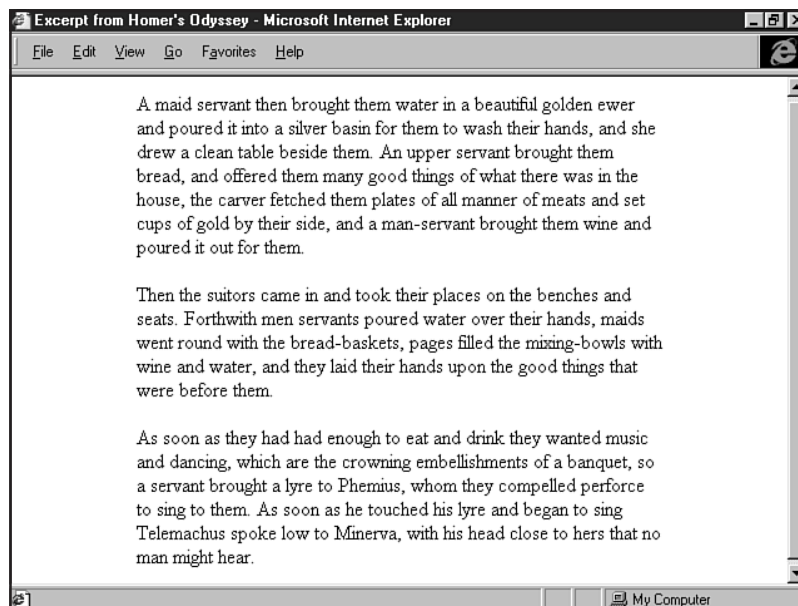 Excerpt from Homer's Odyssey - Microsoft Internet Explorer
File Edit View Go Favorites Help
A maid servant then brought them water in a beautiful golden ewer
and poured it into a silver basin for them to wash their hands, and she
drew a clean table beside them. An upper servant brought them
bread, and offered them many good things of what there was in the
house, the carver fetched them plates of all manner of meats and set
cups of gold by their side, and a man-servant brought them wine and
poured it out for them.
Then the suitors came in and took their places on the benches and
seats. Forthwith men servants poured water over their hands, maids
went round with the bread-baskets, pages filled the mixing-bowls with
wine and water, and they laid their hands upon the good things that
were before them.
As soon as they had had enough to eat and drink they wanted music
and dancing, which are the crowning embellishments of a banquet, so
a servant brought a lyre to Phemius, whom they compelled perforce
to sing to them. As soon as he touched his lyre and began to sing
Telemachus spoke low to Minerva, with his head close to hers that no
man might hear.
My Computer